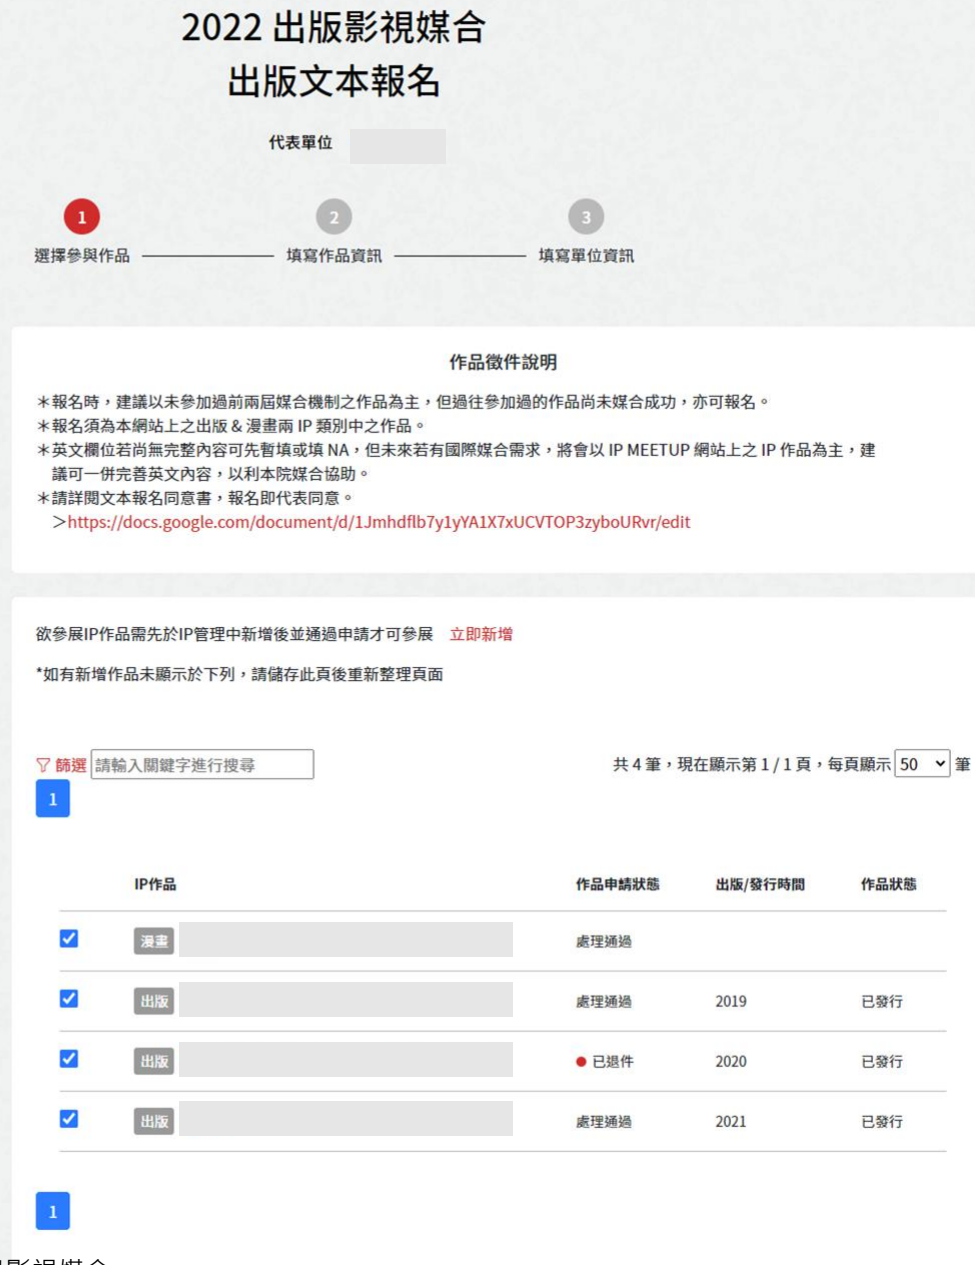 2022 出版影視媒合
出版文本報名
代表單位
1 2 3
選擇參與作品 填寫作品資訊 填寫單位資訊
作品徵件說明
＊報名時，建議以未參加過前兩屆媒合機制之作品為主，但過往參加過的作品尚未媒合成功，亦可報名。
＊報名須為本網站上之出版 & 漫畫兩 IP 類別中之作品。
＊英文欄位若尚無完整內容可先暫填或填 NA，但未來若有國際媒合需求，將會以 IP MEETUP 網站上之 IP 作品為主，建
議可一併完善英文內容，以利本院媒合協助。
＊請詳閱文本報名同意書，報名即代表同意。
＞https://docs.google.com/document/d/1Jmhdflb7y1yYA1X7xUCVTOP3zyboURvr/edit
欲參展IP作品需先於IP管理中新增後並通過申請才可參展 立即新增
*如有新增作品未顯示於下列，請儲存此頁後重新整理頁面
篩選 請輸入關鍵字進行搜尋 共 4 筆，現在顯示第 1 / 1 頁，每頁顯示 50 筆
1
IP作品 作品申請狀態 出版/發行時間 作品狀態
漫畫 處理通過
出版 處理通過 2019 已發行
出版 已退件 2020 已發行
出版 處理通過 2021 已發行
1